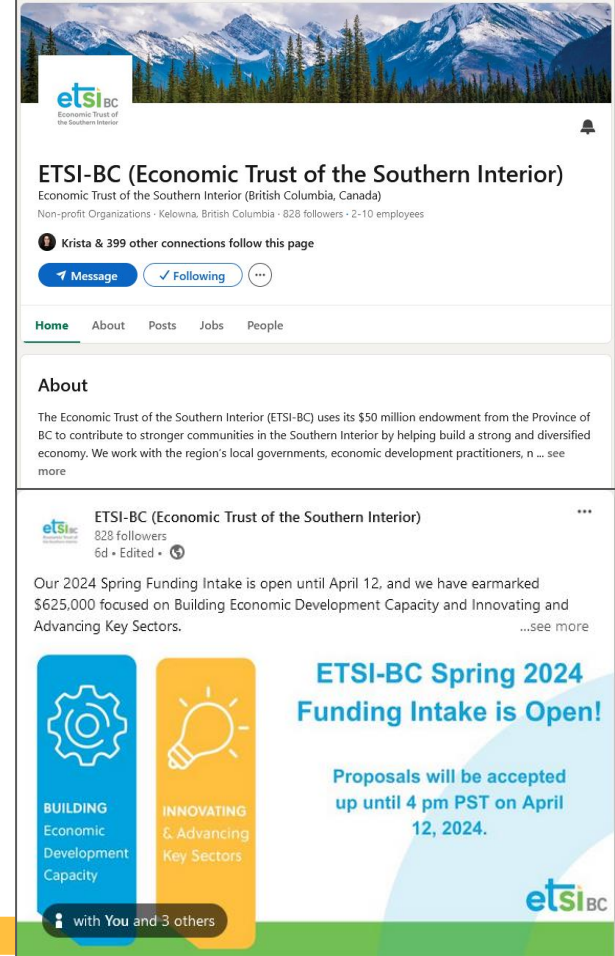 etsi BC
Economic Trust of
the Southern Interior
ETSI-BC (Economic Trust of the Southern Interior)
Economic Trust of the Southern Interior (British Columbia, Canada)
Non-profit Organizations · Kelowna, British Columbia · 828 followers · 2-10 employees
Krista & 399 other connections follow this page
Message
Following
Home About Posts Jobs People
About
The Economic Trust of the Southern Interior (ETSI-BC) uses its $50 million endowment from the Province of
BC to contribute to stronger communities in the Southern Interior by helping build a strong and diversified
economy. We work with the region's local governments, economic development practitioners, n ... see
more
etsi BC
ETSI-BC (Economic Trust of the Southern Interior)
828 followers
6d • Edited •
Our 2024 Spring Funding Intake is open until April 12, and we have earmarked
$625,000 focused on Building Economic Development Capacity and Innovating and
Advancing Key Sectors. ...see more
BUILDING
Economic
Development
Capacity
INNOVATING
& Advancing
Key Sectors
ETSI-BC Spring 2024
Funding Intake is Open!
Proposals will be accepted
up until 4 pm PST on April
12, 2024.
with You and 3 others
etsi BC